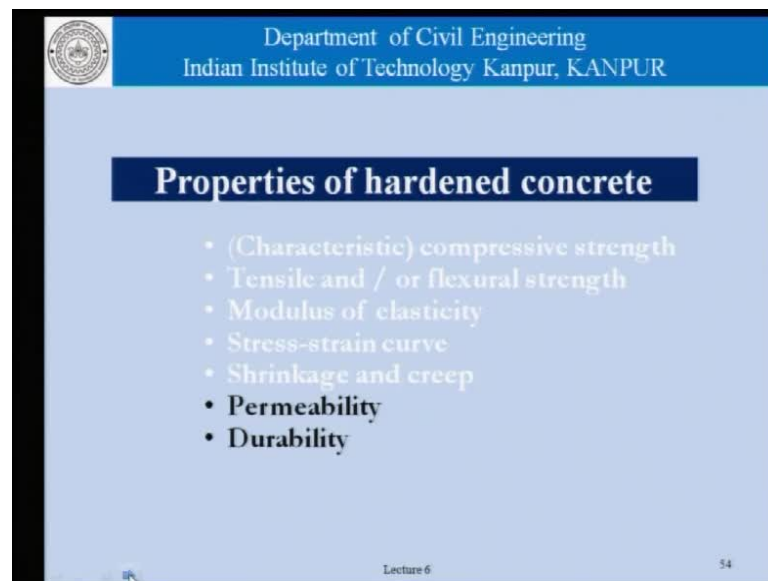 Department of Civil Engineering
Indian Institute of Technology Kanpur, KANPUR
Properties of hardened concrete
• (Characteristic) compressive strength
• Tensile and / or flexural strength
• Modulus of elasticity
• Stress-strain curve
• Shrinkage and creep
• Permeability
• Durability
Lecture 6
54